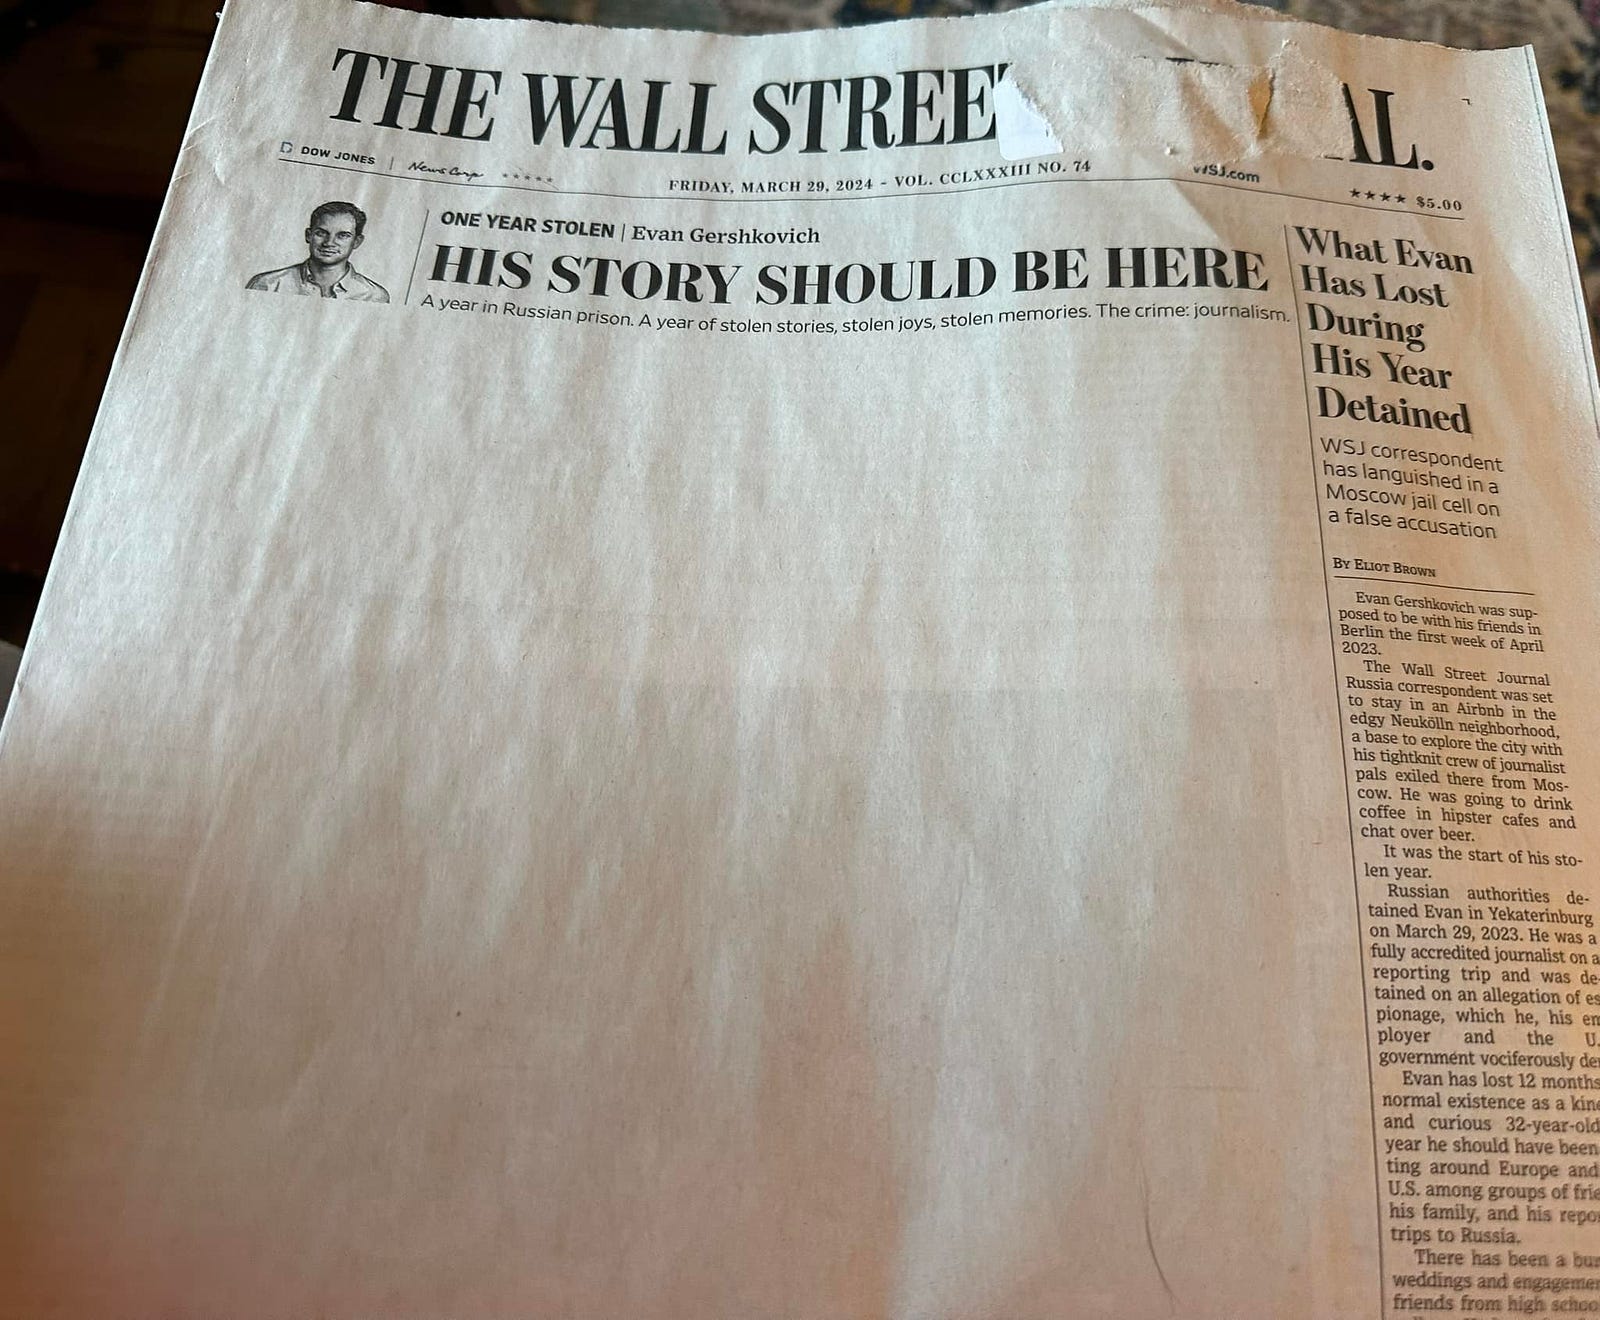 THE WALL STREE AL.
DOW JONES | News Corp ★★★★★
FRIDAY, MARCH 29, 2024 - VOL. CCLXXXIII NO. 74
WSJ.com
★★★★ $5.00
ONE YEAR STOLEN | Evan Gershkovich
HIS STORY SHOULD BE HERE
A year in Russian prison. A year of stolen stories, stolen joys, stolen memories. The crime: journalism.
What Evan
Has Lost
During
His Year
Detained
WSJ correspondent
has languished in a
Moscow jail cell on
a false accusation
BY ELIOT BROWN
Evan Gershkovich was sup-
posed to be with his friends in
Berlin the first week of April
2023.
The Wall Street Journal
Russia correspondent was set
to stay in an Airbnb in the
edgy Neukölln neighborhood,
a base to explore the city with
his tightknit crew of journalist
pals exiled there from Mos-
cow. He was going to drink
coffee in hipster cafes and
chat over beer.
It was the start of his sto-
len year.
Russian authorities de-
tained Evan in Yekaterinburg
on March 29, 2023. He was a
fully accredited journalist on a
reporting trip and was de-
tained on an allegation of es
pionage, which he, his em
ployer and the U.
government vociferously de
Evan has lost 12 months
normal existence as a kin
and curious 32-year-old
year he should have been
ting around Europe and
U.S. among groups of frie
his family, and his repo
trips to Russia.
There has been a bu
weddings and engageme
friends from high schoo